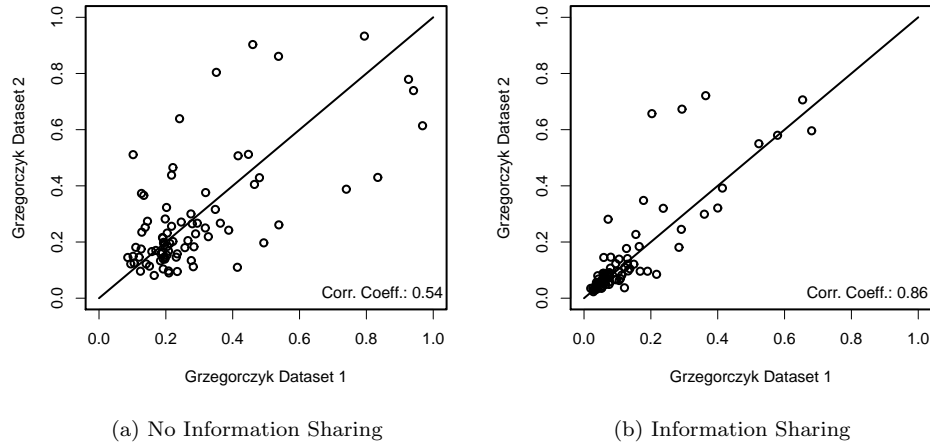 1.0
0.8
0.6
0.4
0.2
0.0
Grzegorczyk Dataset 2
Corr. Coeff.: 0.54
0.0 0.2 0.4 0.6 0.8 1.0
Grzegorczyk Dataset 1
(a) No Information Sharing
1.0
0.8
0.6
0.4
0.2
0.0
Grzegorczyk Dataset 2
Corr. Coeff.: 0.86
0.0 0.2 0.4 0.6 0.8 1.0
Grzegorczyk Dataset 1
(b) Information Sharing